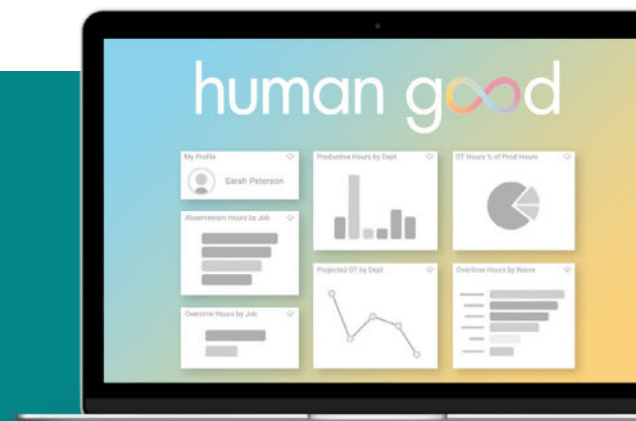 human good
My Profile
Sarah Peterson
Productive Hours by Dept
OT Hours % of Prod Hours
Absenteeism Hours by Job
Projected OT by Dept
Overtime Hours by Name
Overtime Hours by Job